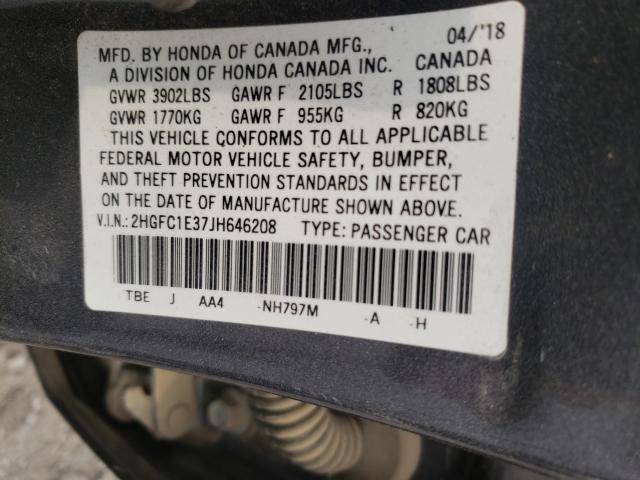 04/'18
MFD. BY HONDA OF CANADA MFG.,
A DIVISION OF HONDA CANADA INC. CANADA
GVWR 3902LBS GAWR F 2105LBS R 1808LBS
GVWR 1770KG GAWR F 955KG R 820KG
THIS VEHICLE CONFORMS TO ALL APPLICABLE
FEDERAL MOTOR VEHICLE SAFETY, BUMPER,
AND THEFT PREVENTION STANDARDS IN EFFECT
ON THE DATE OF MANUFACTURE SHOWN ABOVE.
V.I.N.: 2HGFC1E37JH646208 TYPE: PASSENGER CAR
TBE J AA4 -NH797M -A -H